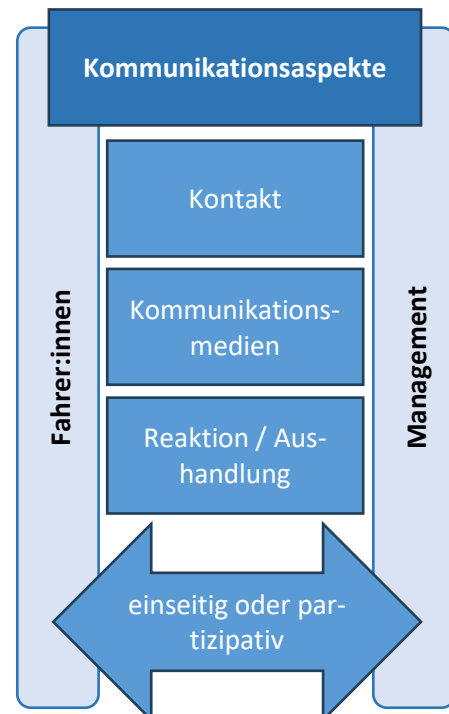 Kommunikationsaspekte
Fahrer:innen
Kontakt
Kommunikations-
medien
Reaktion / Aus-
handlung
einseitig oder par-
tizipativ
Management